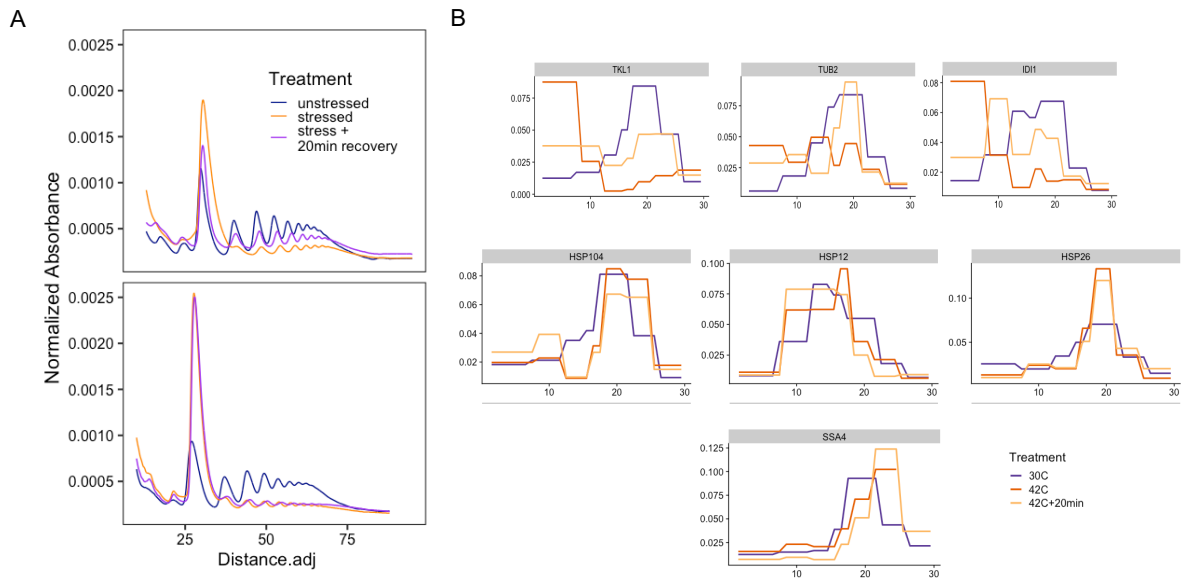 A
B
0.0025
0.0020
0.0015
0.0010
0.0005
Treatment
unstressed
stressed
stress +
20min recovery
0.0025
0.0020
0.0015
0.0010
0.0005
Normalized Absorbance
25 50 75
Distance.adj
TKL1
0.075
0.050
0.025
0.000
10 20 30
TUB2
0.075
0.050
0.025
10 20 30
IDI1
0.08
0.06
0.04
0.02
10 20 30
HSP104
0.08
0.06
0.04
0.02
10 20 30
HSP12
0.100
0.075
0.050
0.025
10 20 30
HSP26
0.10
0.05
10 20 30
SSA4
0.125
0.100
0.075
0.050
0.025
10 20 30
Treatment
30C
42C
42C+20min